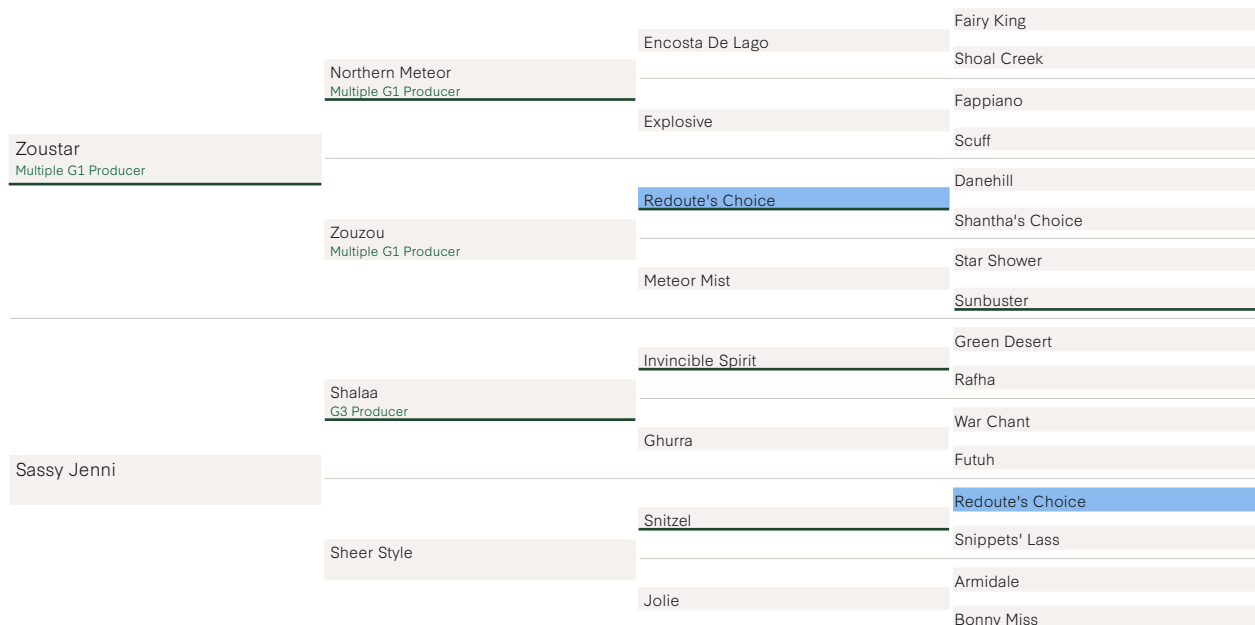 Fairy King
Encosta De Lago
Shoal Creek
Northern Meteor
Multiple G1 Producer
Fappiano
Explosive
Scuff
Zoustar
Multiple G1 Producer
Danehill
Redoute's Choice
Shantha's Choice
Zouzou
Multiple G1 Producer
Star Shower
Meteor Mist
Sunbuster
Green Desert
Invincible Spirit
Rafha
Shalaa
G3 Producer
War Chant
Ghurra
Futuh
Sassy Jenni
Redoute's Choice
Snitzel
Snippets' Lass
Sheer Style
Armidale
Jolie
Bonny Miss